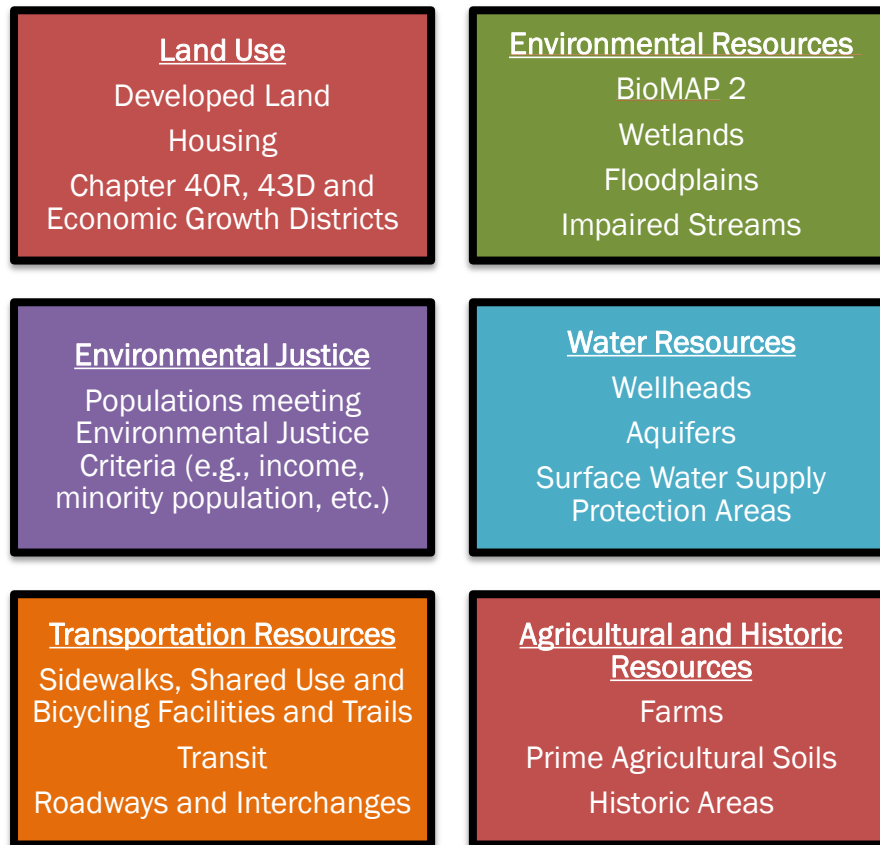 Land Use
Developed Land
Housing
Chapter 40R, 43D and
Economic Growth Districts
Environmental Resources
BioMAP 2
Wetlands
Floodplains
Impaired Streams
Environmental Justice
Populations meeting
Environmental Justice
Criteria (e.g., income,
minority population, etc.)
Water Resources
Wellheads
Aquifers
Surface Water Supply
Protection Areas
Transportation Resources
Sidewalks, Shared Use and
Bicycling Facilities and Trails
Transit
Roadways and Interchanges
Agricultural and Historic
Resources
Farms
Prime Agricultural Soils
Historic Areas